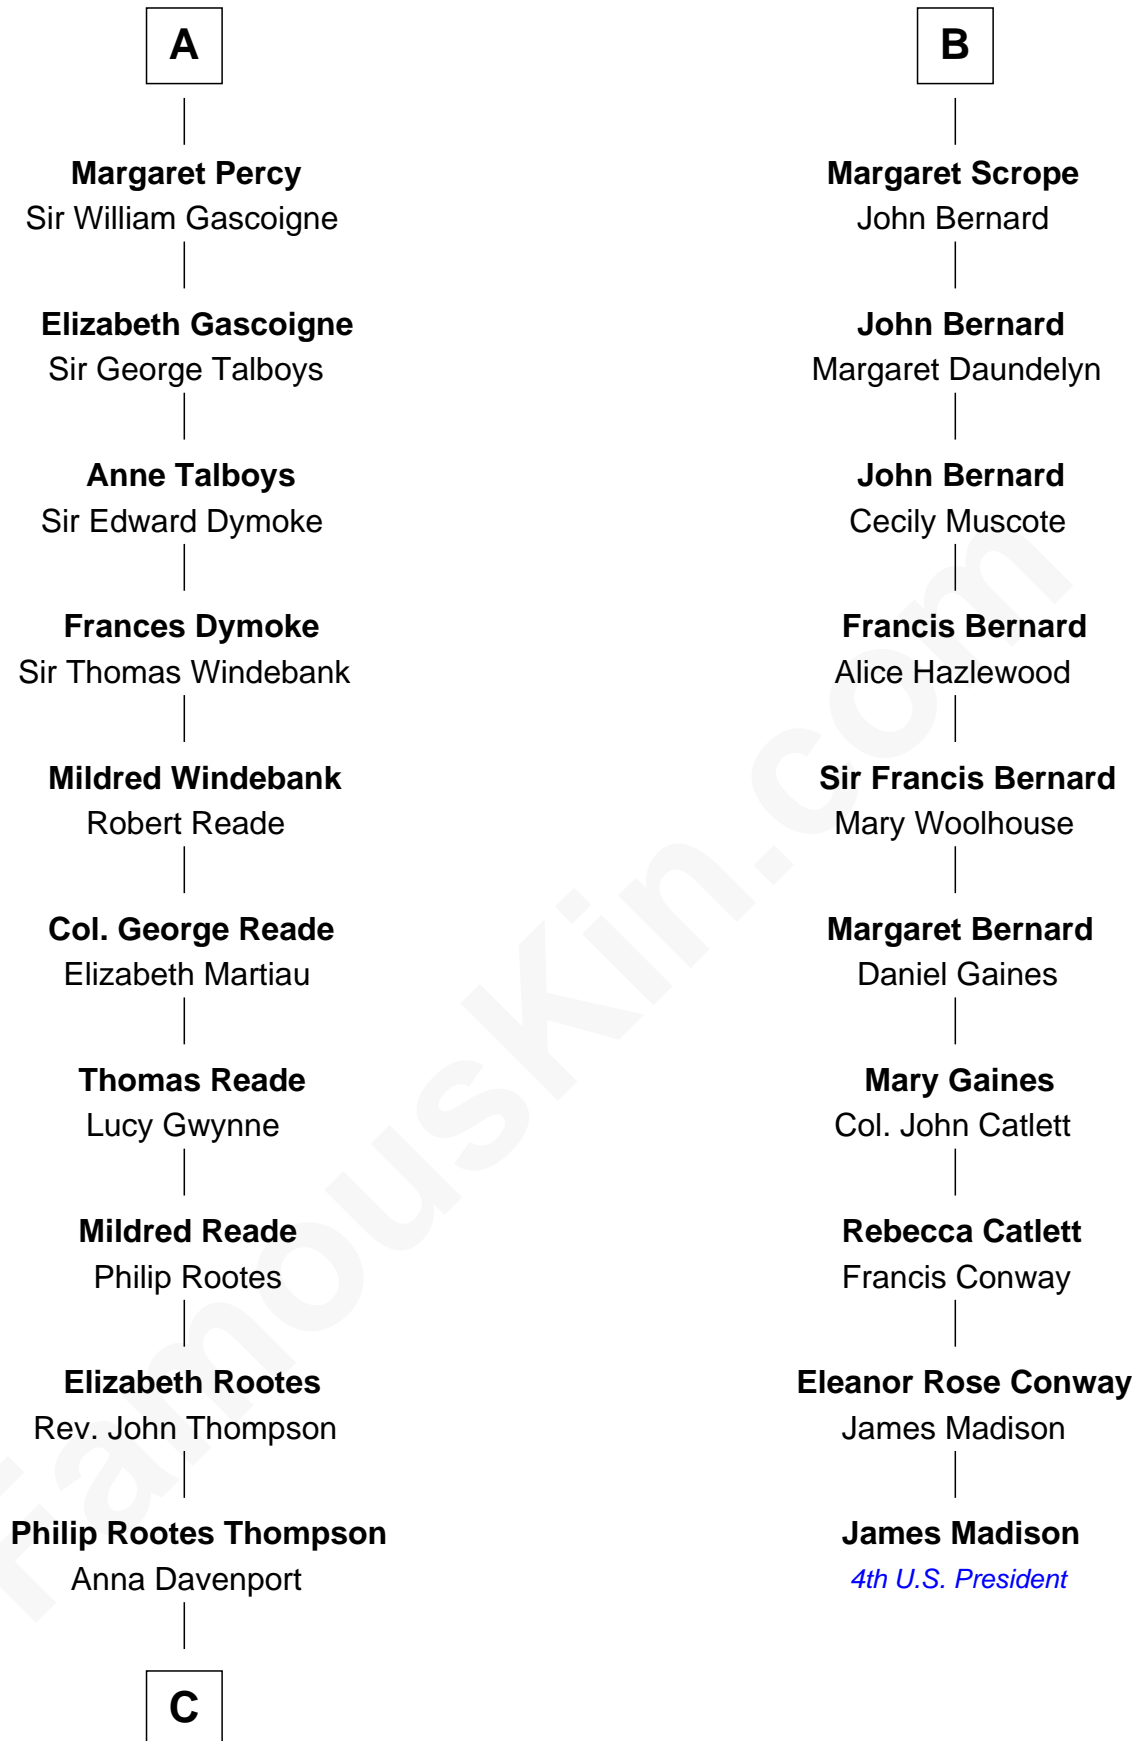 A
Margaret Percy
Sir William Gascoigne
Elizabeth Gascoigne
Sir George Talboys
Anne Talboys
Sir Edward Dymoke
Frances Dymoke
Sir Thomas Windebank
Mildred Windebank
Robert Reade
Col. George Reade
Elizabeth Martiau
Thomas Reade
Lucy Gwynne
Mildred Reade
Philip Rootes
Elizabeth Rootes
Rev. John Thompson
Philip Rootes Thompson
Anna Davenport
C
B
Margaret Scrope
John Bernard
John Bernard
Margaret Daundelyn
John Bernard
Cecily Muscote
Francis Bernard
Alice Hazlewood
Sir Francis Bernard
Mary Woolhouse
Margaret Bernard
Daniel Gaines
Mary Gaines
Col. John Catlett
Rebecca Catlett
Francis Conway
Eleanor Rose Conway
James Madison
James Madison
4th U.S. President
FamousKin.com